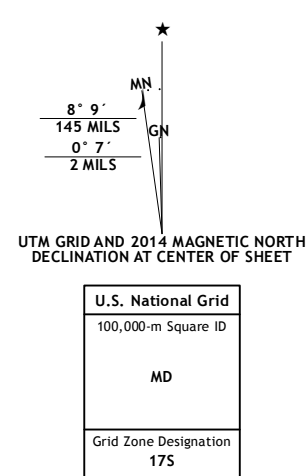 ★
MN
8° 9´
145 MILS
GN
0° 7´
2 MILS
UTM GRID AND 2014 MAGNETIC NORTH
DECLINATION AT CENTER OF SHEET
U.S. National Grid
100,000-m Square ID
MD
Grid Zone Designation
17S